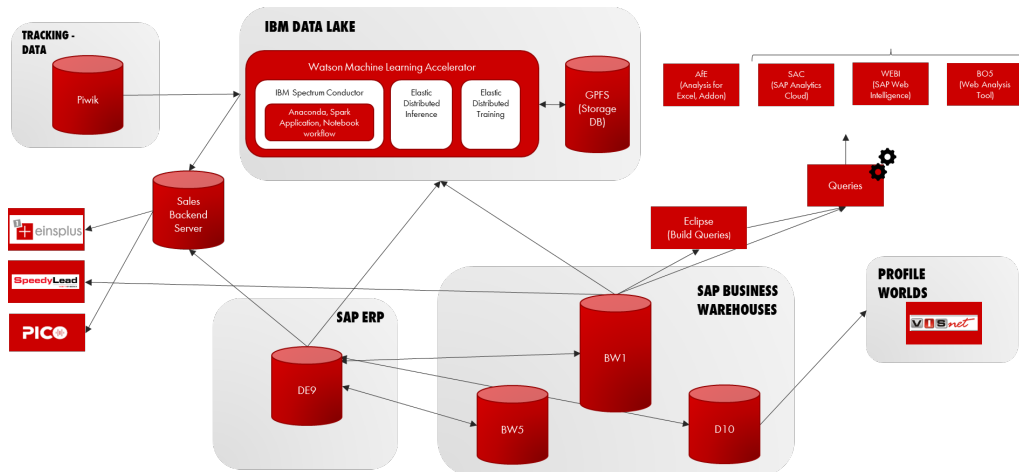 TRACKING -
DATA
Piwik
IBM DATA LAKE
Watson Machine Learning Accelerator
IBM Spectrum Conductor
Anaconda, Spark
Application, Notebook
workflow
Elastic
Distributed
Inference
Elastic
Distributed
Training
GPFS
(Storage
DB)
AfE
(Analysis for
Excel, Addon)
SAC
(SAP Analytics
Cloud)
WEBI
(SAP Web
Intelligence)
BO5
(Web Analysis
Tool)
Queries
Eclipse
(Build Queries)
Sales
Backend
Server
einsplus
SpeedyLead
PICO
SAP ERP
DE9
SAP BUSINESS
WAREHOUSES
BW1
BW5
D10
PROFILE
WORLDS
VISnet